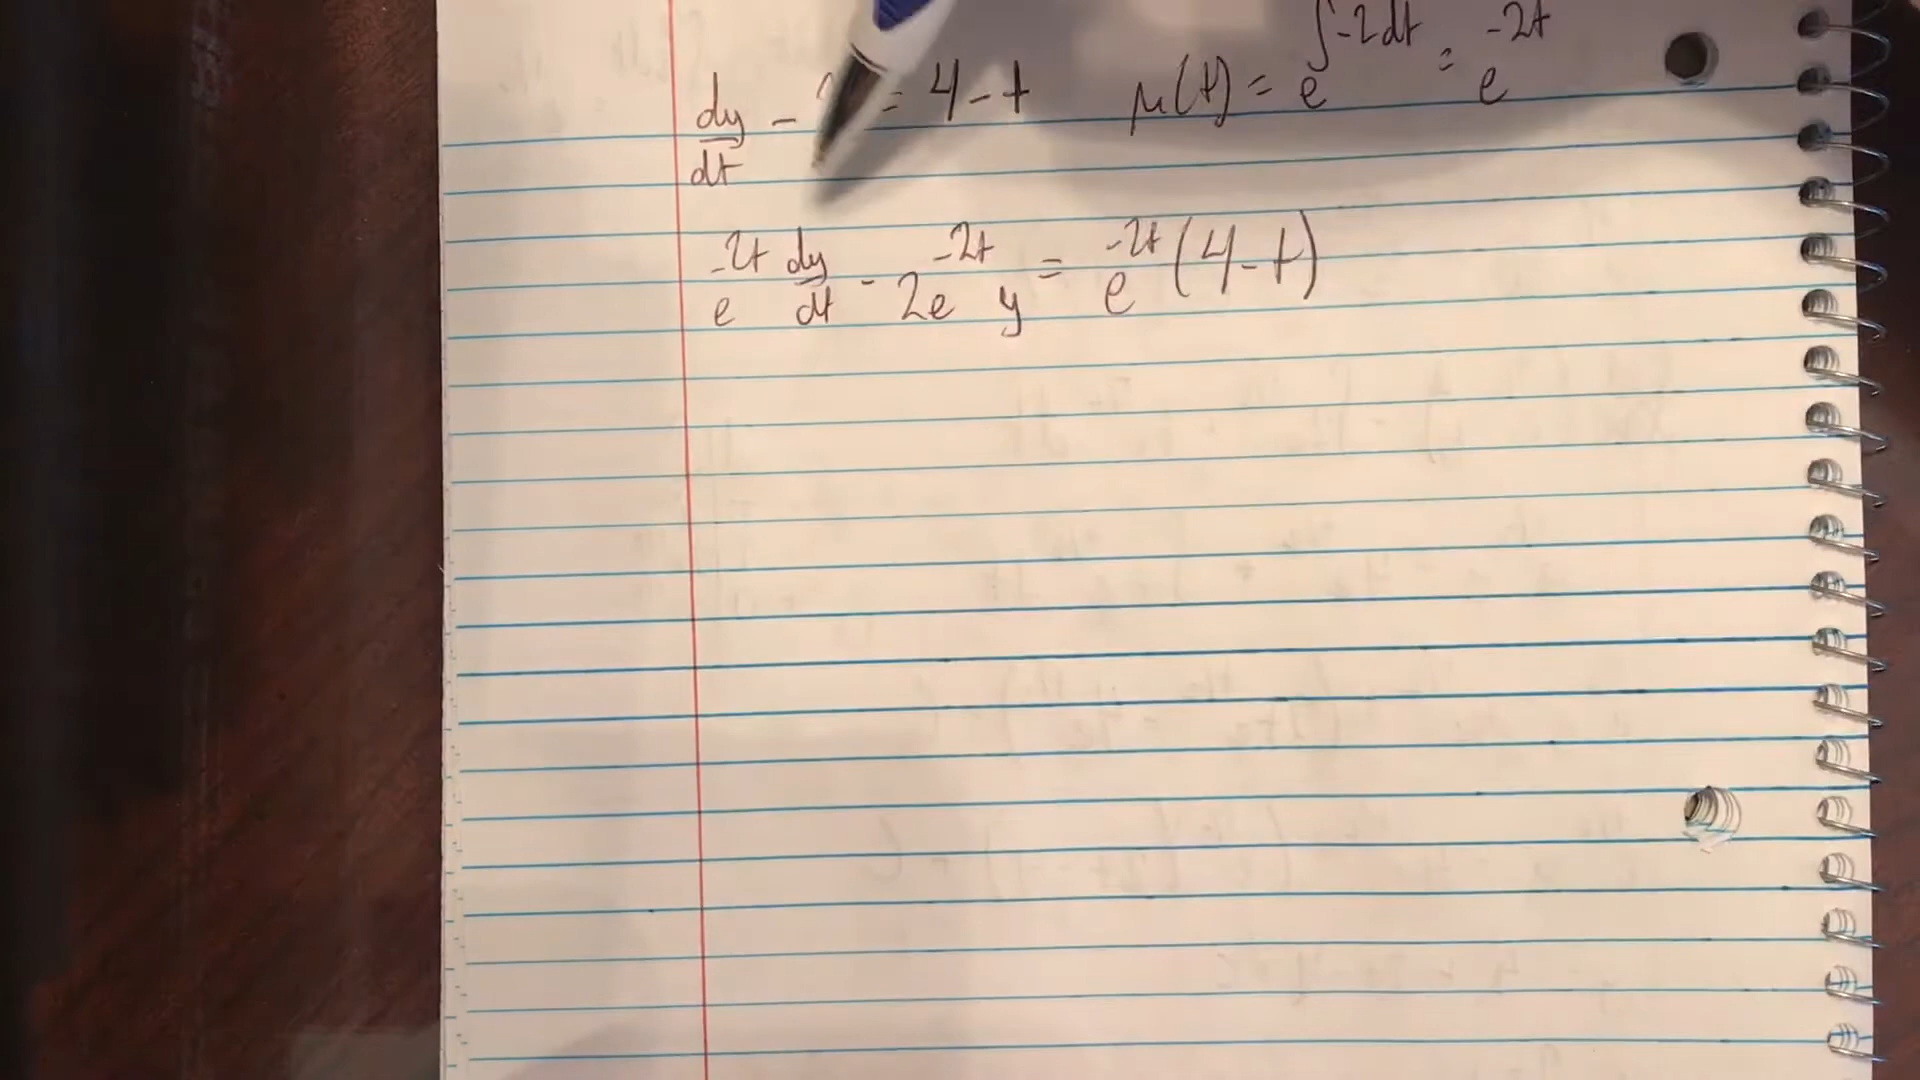 dy/dt - = 4 - t μ(t) = e^∫-2dt = e^-2t
e^-2t dy/dt - 2e^-2t y = e^-2t (4 - t)